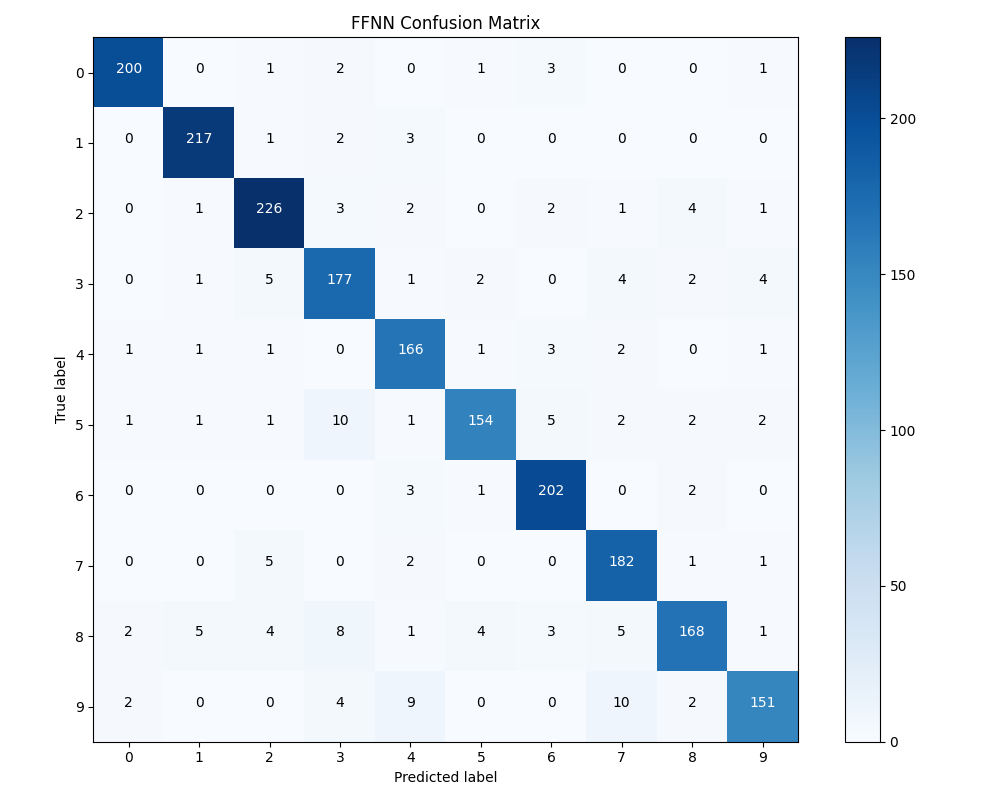 FFNN Confusion Matrix
0 200 0 1 2 0 1 3 0 0 1
1 0 217 1 2 3 0 0 0 0 0
2 0 1 226 3 2 0 2 1 4 1
3 0 1 5 177 1 2 0 4 2 4
4 1 1 1 0 166 1 3 2 0 1
5 1 1 1 10 1 154 5 2 2 2
6 0 0 0 0 3 1 202 0 2 0
7 0 0 5 0 2 0 0 182 1 1
8 2 5 4 8 1 4 3 5 168 1
9 2 0 0 4 9 0 0 10 2 151
0 1 2 3 4 5 6 7 8 9
Predicted label
True label
200
150
100
50
0